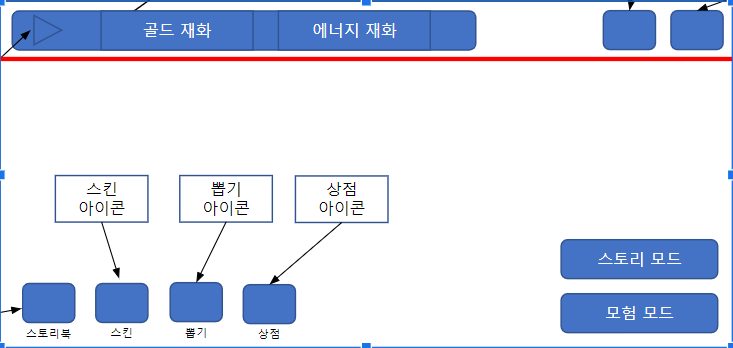 골드 재화
에너지 재화
스킨
아이콘
뽑기
아이콘
상점
아이콘
스토리 모드
모험 모드
스토리북
스킨
뽑기
상점